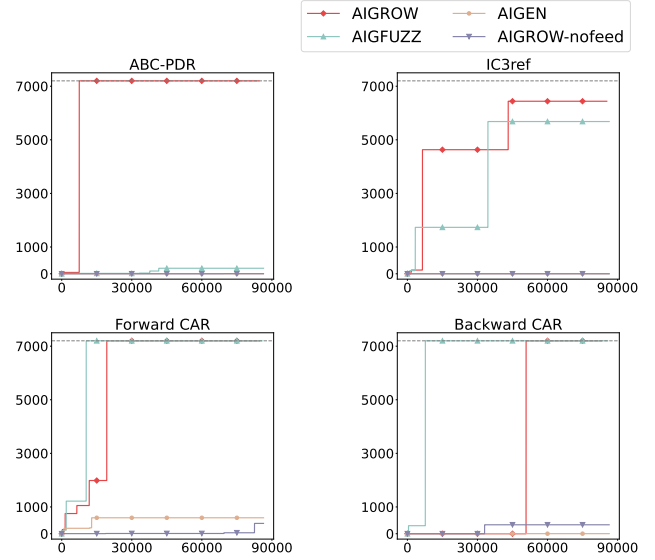 AIGROW AIGEN
AIGFUZZ AIGROW-nofeed
ABC-PDR IC3ref
7000 7000
5000 5000
3000 3000
1000 1000
0 0
0 30000 60000 90000 0 30000 60000 90000
Forward CAR Backward CAR
7000 7000
5000 5000
3000 3000
1000 1000
0 0
0 30000 60000 90000 0 30000 60000 90000